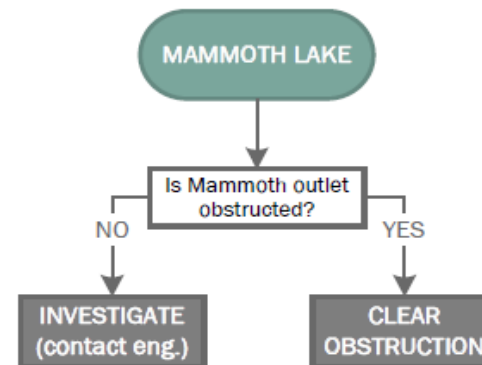 MAMMOTH LAKE
Is Mammoth outlet
obstructed?
NO
YES
INVESTIGATE
(contact eng.)
CLEAR
OBSTRUCTION